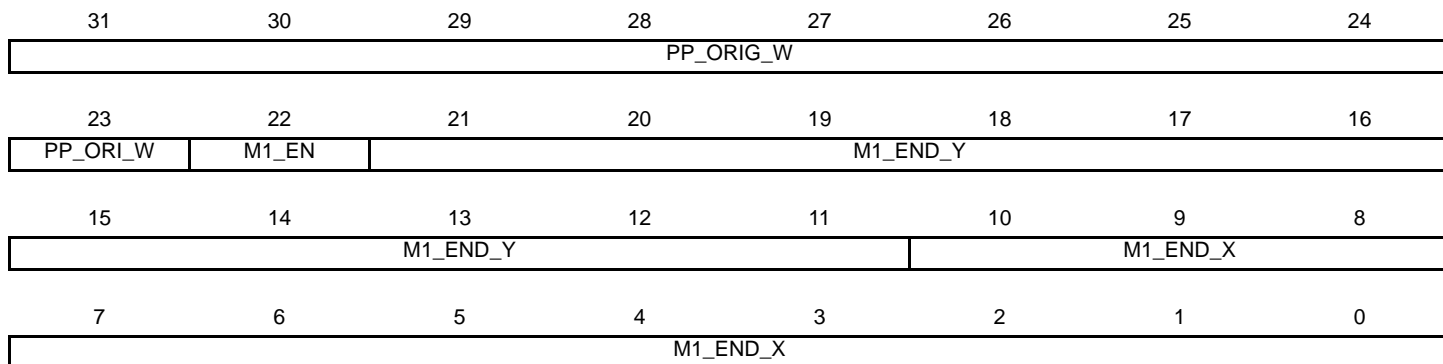 31 30 29 28 27 26 25 24
PP_ORIG_W
23 22 21 20 19 18 17 16
PP_ORI_W M1_EN M1_END_Y
15 14 13 12 11 10 9 8
M1_END_Y M1_END_X
7 6 5 4 3 2 1 0
M1_END_X